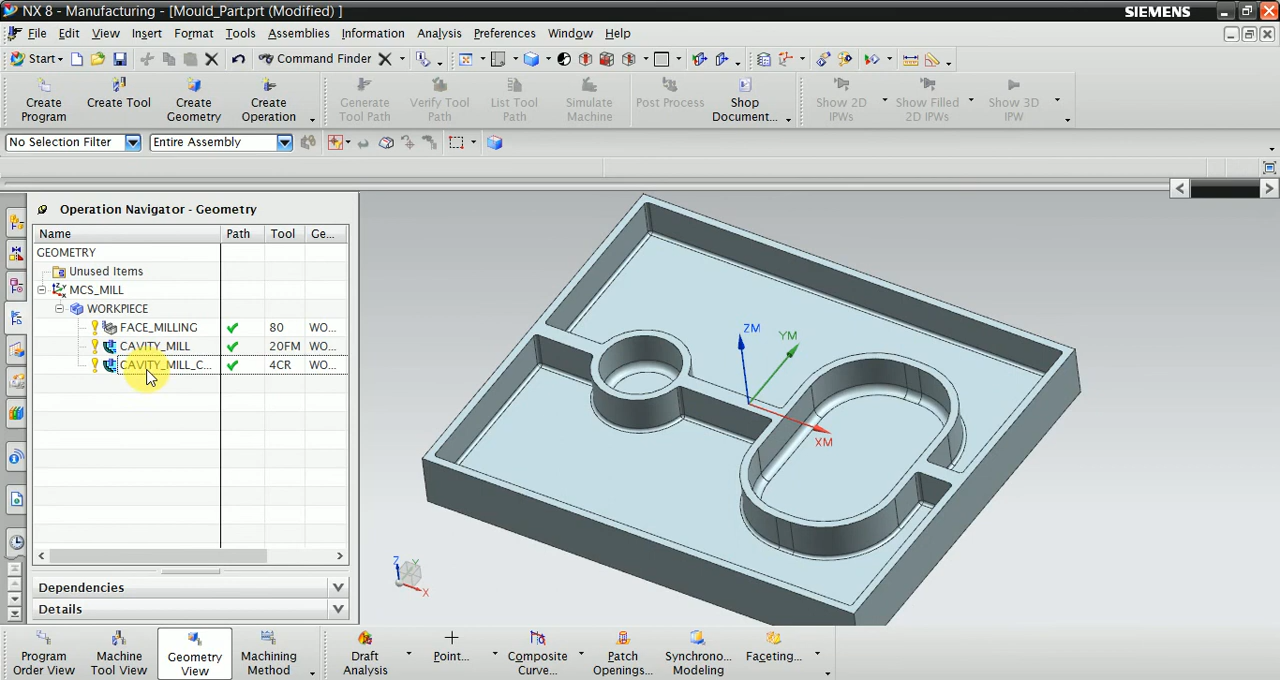 NX 8 - Manufacturing - [Mould_Part.prt (Modified) ]
SIEMENS
File Edit View Insert Format Tools Assemblies Information Analysis Preferences Window Help
Start Command Finder
Create Program
Create Tool
Create Geometry
Create Operation
Generate Tool Path
Verify Tool Path
List Tool Path
Simulate Machine
Post Process
Shop Document...
Show 2D IPWs
Show Filled 2D IPWs
Show 3D IPW
No Selection Filter Entire Assembly
Operation Navigator - Geometry
Name Path Tool Ge...
GEOMETRY
Unused Items
MCS_MILL
WORKPIECE
FACE_MILLING 80 WO...
CAVITY_MILL 20FM WO...
CAVITY_MILL_C... 4CR WO...
ZM
YM
XM
Z
Y
X
Dependencies
Details
Program Order View
Machine Tool View
Geometry View
Machining Method
Draft Analysis
Point...
Composite Curve...
Patch Openings...
Synchrono... Modeling
Faceting...